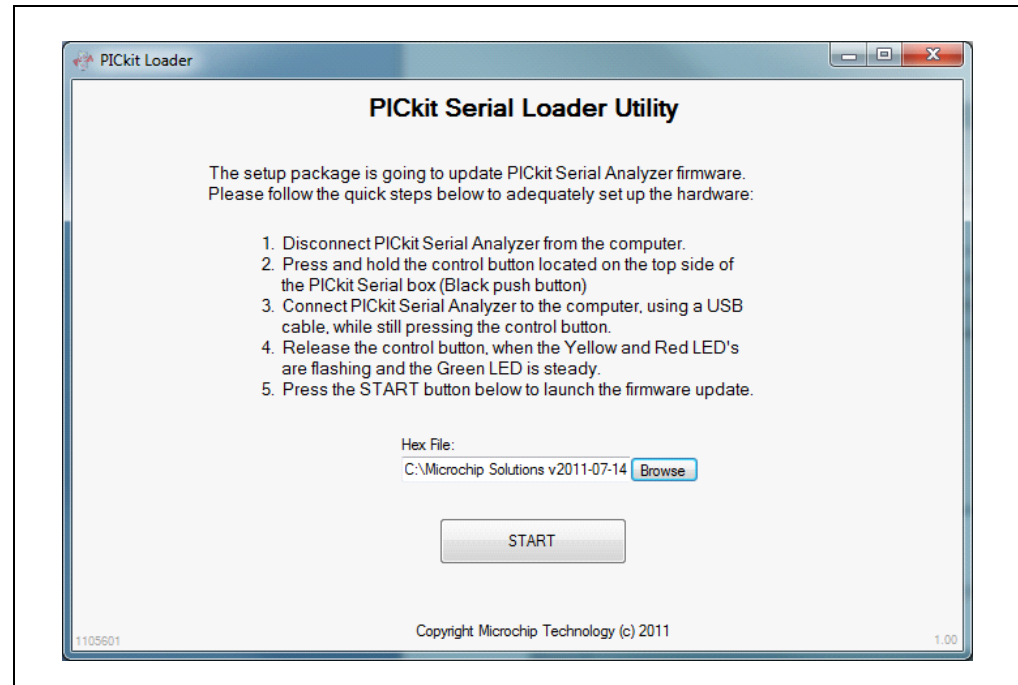 PICkit Loader
PICkit Serial Loader Utility
The setup package is going to update PICkit Serial Analyzer firmware.
Please follow the quick steps below to adequately set up the hardware:
1. Disconnect PICkit Serial Analyzer from the computer.
2. Press and hold the control button located on the top side of
the PICkit Serial box (Black push button)
3. Connect PICkit Serial Analyzer to the computer, using a USB
cable, while still pressing the control button.
4. Release the control button, when the Yellow and Red LED's
are flashing and the Green LED is steady.
5. Press the START button below to launch the firmware update.
Hex File:
C:\Microchip Solutions v2011-07-14 Browse
START
Copyright Microchip Technology (c) 2011
1105601 1.00